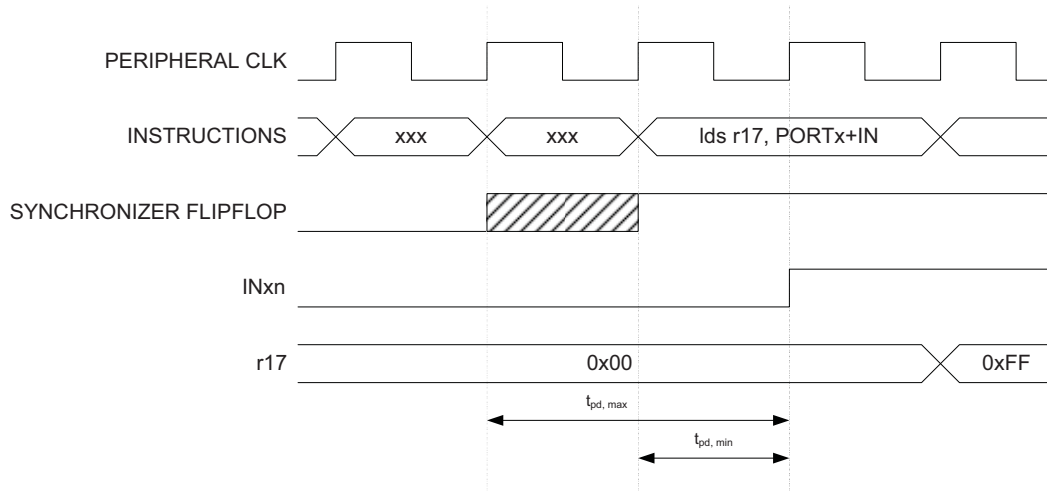 PERIPHERAL CLK
INSTRUCTIONS
xxx
xxx
lds r17, PORTx+IN
SYNCHRONIZER FLIPFLOP
INxn
r17
0x00
0xFF
tpd, max
tpd, min